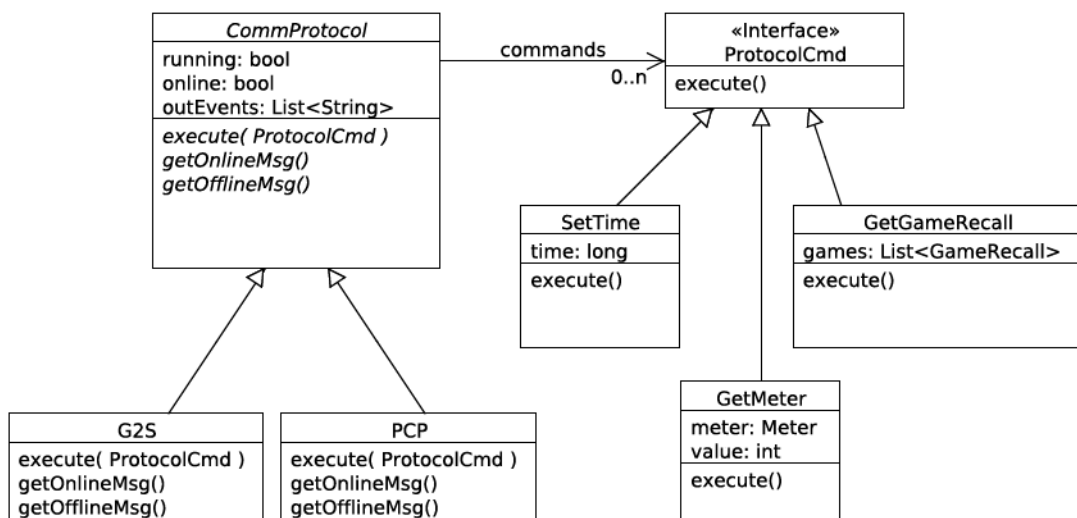 CommProtocol
running: bool
online: bool
outEvents: List<String>
execute( ProtocolCmd )
getOnlineMsg()
getOfflineMsg()
commands
0..n
«Interface»
ProtocolCmd
execute()
SetTime
time: long
execute()
GetGameRecall
games: List<GameRecall>
execute()
G2S
execute( ProtocolCmd )
getOnlineMsg()
getOfflineMsg()
PCP
execute( ProtocolCmd )
getOnlineMsg()
getOfflineMsg()
GetMeter
meter: Meter
value: int
execute()